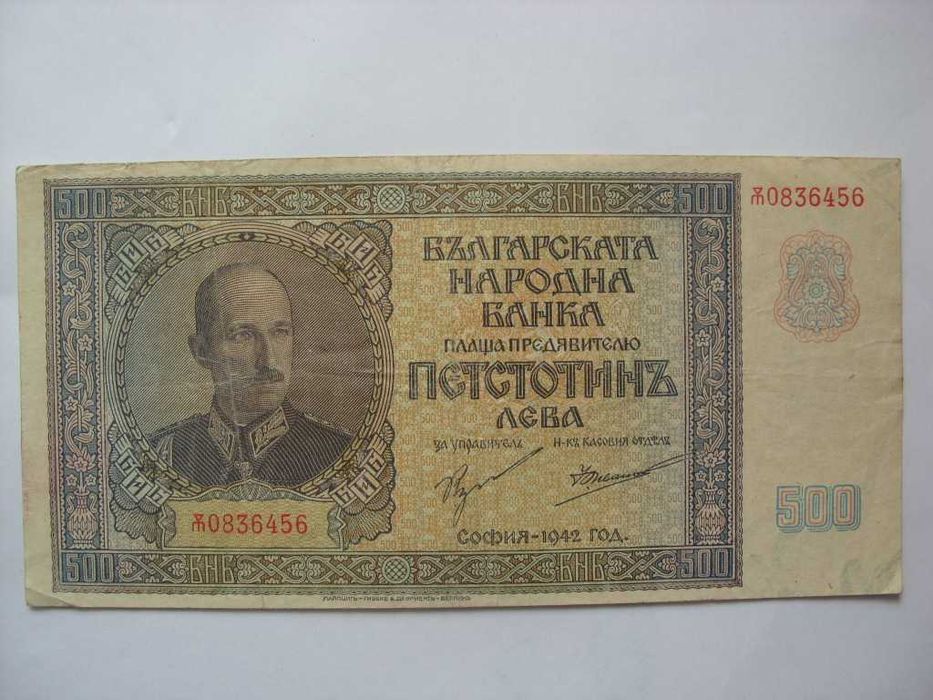 500 БНБ БНБ 500
Ѫ0836456
БЪЛГАРСКАТА
НАРОДНА
БАНКА
ПЛАЩА ПРЕДЯВИТЕЛЮ
ПЕТСТОТИНЪ
ЛЕВА
ЗА УПРАВИТЕЛЬ Н-КЪ КАСОВИЯ ОТДѢЛЪ
500
Ѫ0836456
СОФИЯ-1942 ГОД.
500 БНБ БНБ 500